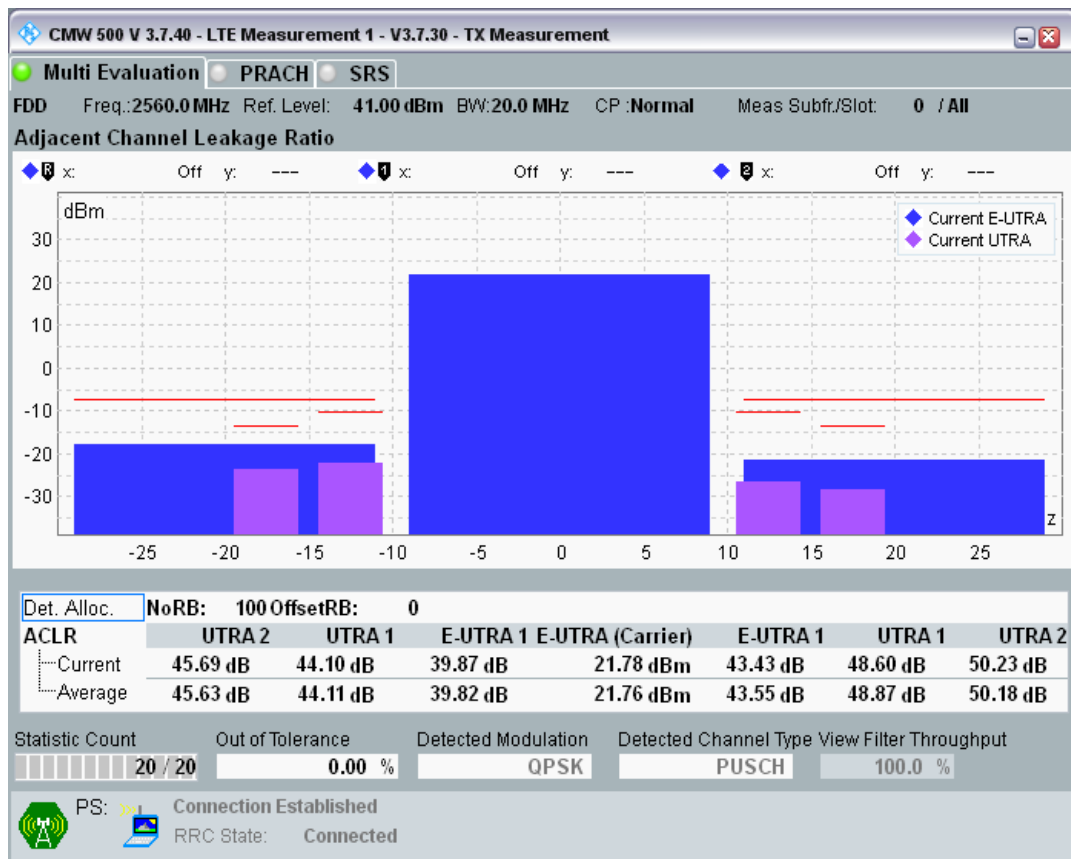 CMW 500 V 3.7.40 - LTE Measurement 1 - V3.7.30 - TX Measurement
Multi Evaluation PRACH SRS
FDD Freq.:2560.0 MHz Ref. Level: 41.00 dBm BW:20.0 MHz CP :Normal Meas Subfr./Slot: 0 / All
Adjacent Channel Leakage Ratio
R x: Off y: --- 1 x: Off y: --- 2 x: Off y: ---
dBm
Current E-UTRA
Current UTRA
30
20
10
0
-10
-20
-30
z
-25 -20 -15 -10 -5 0 5 10 15 20 25
Det. Alloc. NoRB: 100 OffsetRB: 0
ACLR UTRA 2 UTRA 1 E-UTRA 1 E-UTRA (Carrier) E-UTRA 1 UTRA 1 UTRA 2
Current 45.69 dB 44.10 dB 39.87 dB 21.78 dBm 43.43 dB 48.60 dB 50.23 dB
Average 45.63 dB 44.11 dB 39.82 dB 21.76 dBm 43.55 dB 48.87 dB 50.18 dB
Statistic Count Out of Tolerance Detected Modulation Detected Channel Type View Filter Throughput
20 / 20 0.00 % QPSK PUSCH 100.0 %
PS: Connection Established
RRC State: Connected